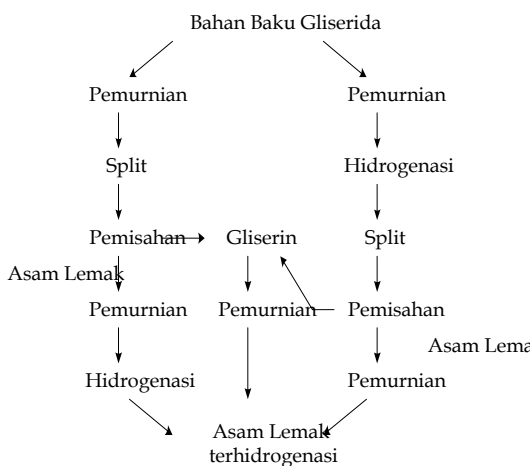 Bahan Baku Gliserida
Pemurnian
Pemurnian
Split
Hidrogenasi
Pemisahan
Gliserin
Split
Asam Lemak
Pemurnian
Pemurnian
Pemisahan
Asam Lema
Hidrogenasi
Pemurnian
Asam Lemak
terhidrogenasi